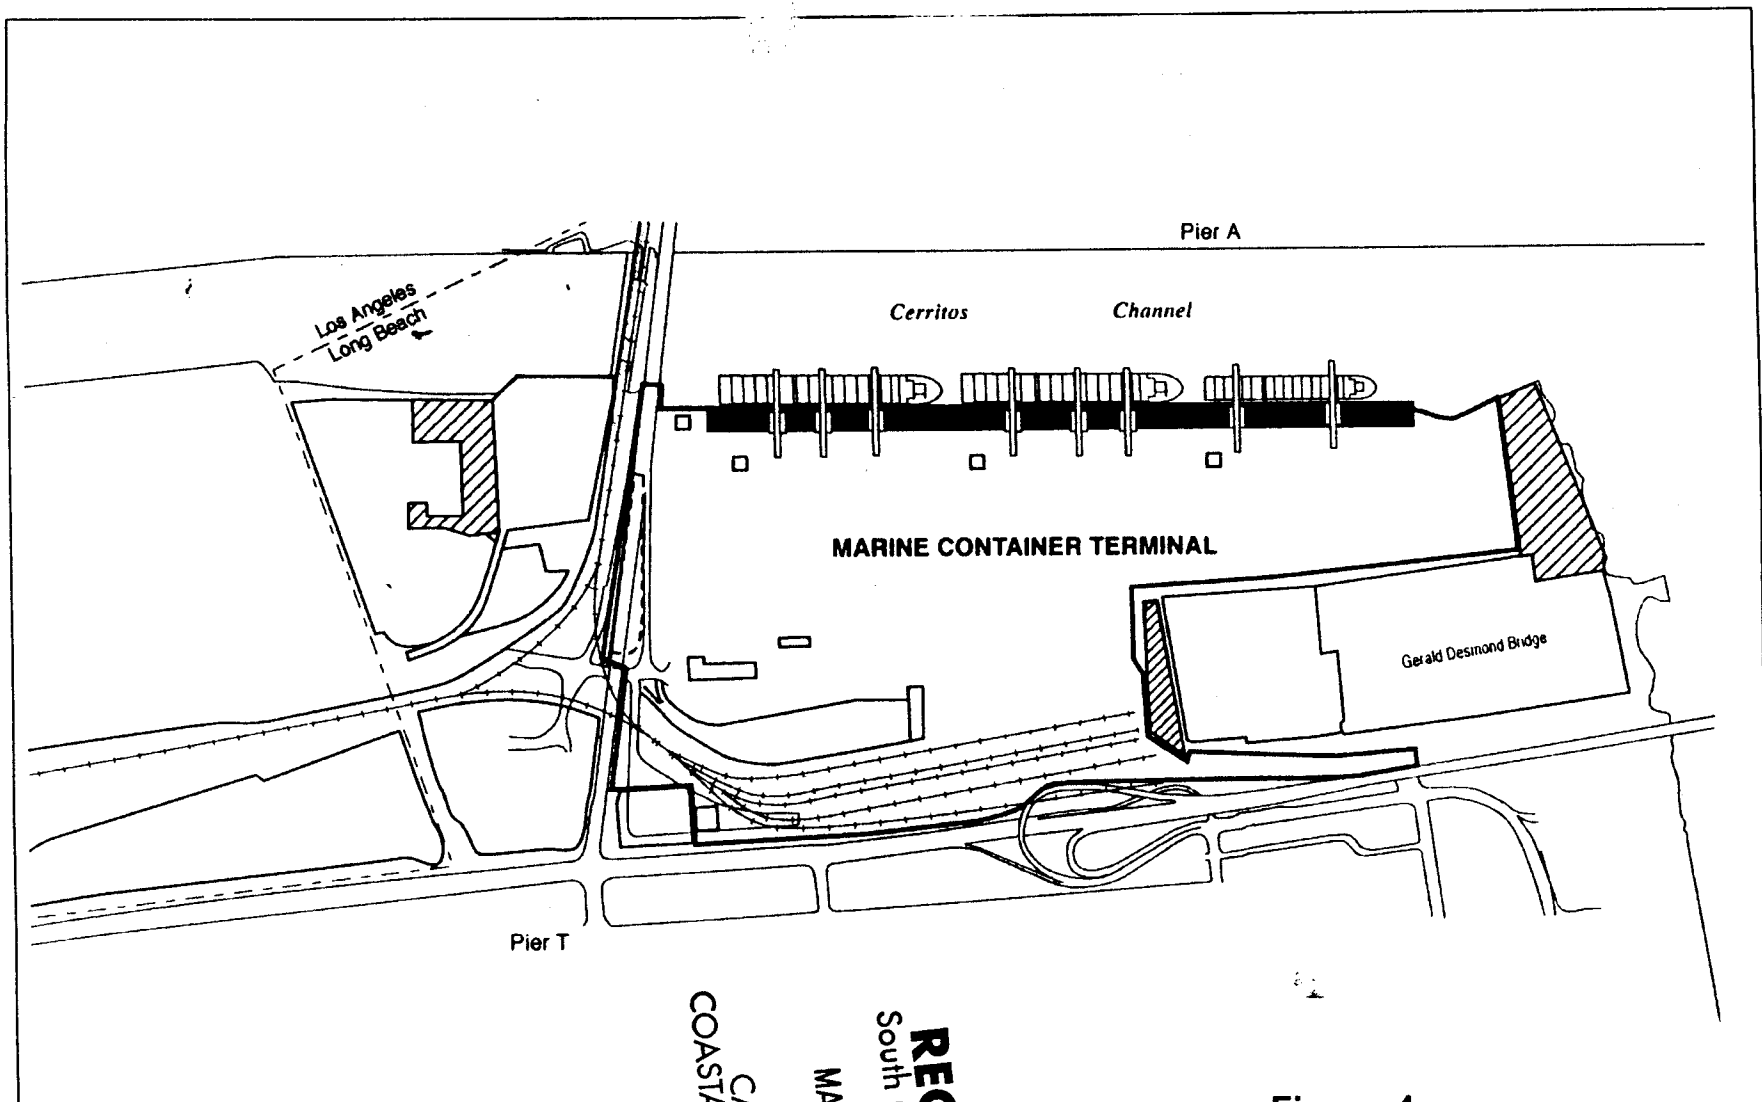 Pier A
Los Angeles
Long Beach
Cerritos Channel
MARINE CONTAINER TERMINAL
Gerald Desmond Bridge
Pier T
South